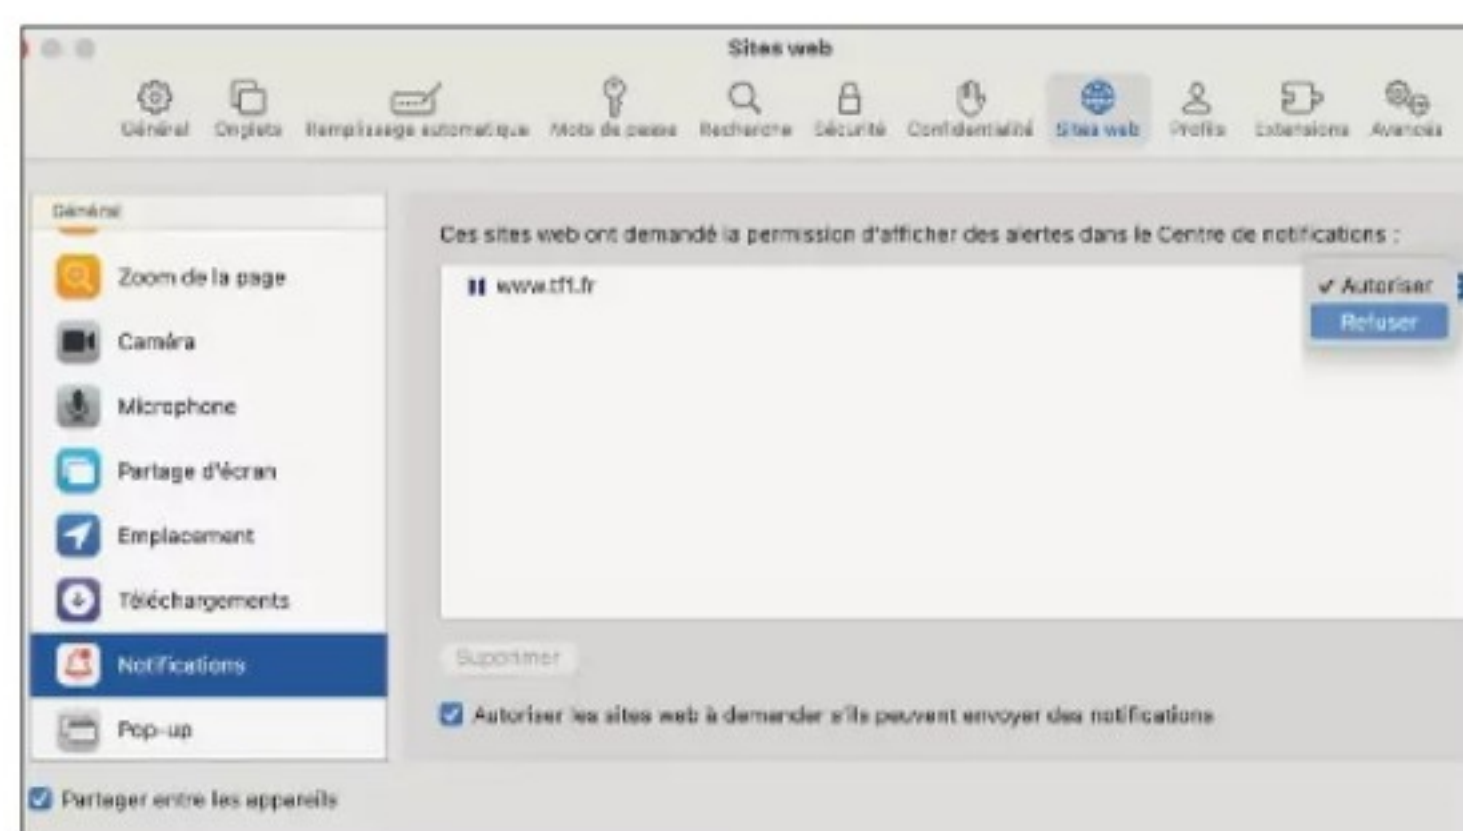 Sites web
Général Onglets Remplissage automatique Mots de passe Recherche Sécurité Confidentialité Sites web Profils Extensions Avancés
Général
Ces sites web ont demandé la permission d'afficher des alertes dans le Centre de notifications :
Zoom de la page
www.tf1.fr
✓ Autoriser
Refuser
Caméra
Microphone
Partage d'écran
Emplacement
Téléchargements
Notifications
Supprimer
Autoriser les sites web à demander s'ils peuvent envoyer des notifications
Pop-up
Partager entre les appareils